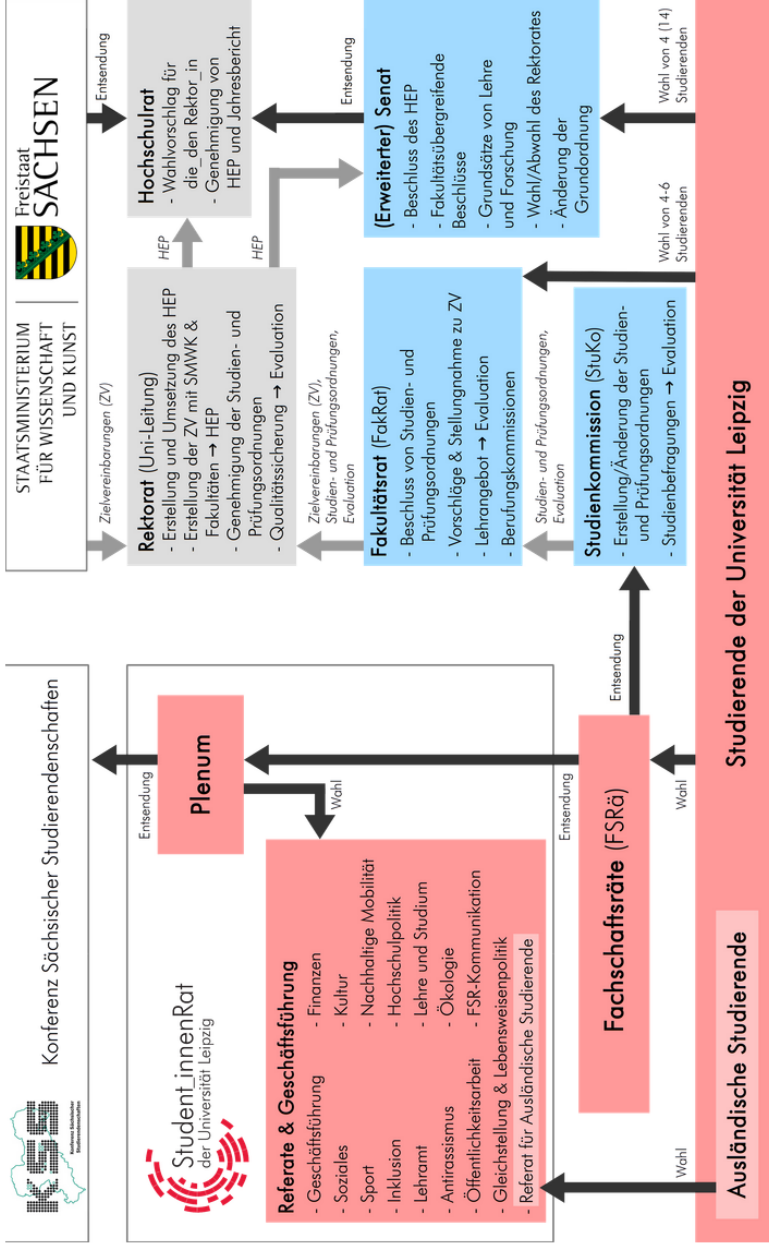 KSS
Konferenz Sächsischer
Studierendenschaften
Konferenz Sächsischer Studierendenschaften
STAATSMINISTERIUM
FÜR WISSENSCHAFT
UND KUNST
Freistaat
SACHSEN
Entsendung
Zielvereinbarungen (ZV)
Entsendung
Student_innenRat
der Universität Leipzig
Plenum
Wahl
Referate & Geschäftsführung
- Geschäftsführung
- Soziales
- Sport
- Inklusion
- Lehramt
- Antirassismus
- Öffentlichkeitsarbeit
- Gleichstellung & Lebensweisenpolitik
- Referat für Ausländische Studierende
- Finanzen
- Kultur
- Nachhaltige Mobilität
- Hochschulpolitik
- Lehre und Studium
- Ökologie
- FSR-Kommunikation
Rektorat (Uni-Leitung)
- Erstellung und Umsetzung des HEP
- Erstellung der ZV mit SMWK &
Fakultäten → HEP
- Genehmigung der Studien- und
Prüfungsordnungen
- Qualitätssicherung → Evaluation
HEP
HEP
Hochschulrat
- Wahlvorschlag für
die_den Rektor_in
- Genehmigung von
HEP und Jahresbericht
Zielvereinbarungen (ZV),
Studien- und Prüfungsordnungen,
Evaluation
Entsendung
Fakultätsrat (FakRat)
- Beschluss von Studien- und
Prüfungsordnungen
- Vorschläge & Stellungnahme zu ZV
- Lehrangebot → Evaluation
- Berufungskommissionen
(Erweiterter) Senat
- Beschluss des HEP
- Fakultätsübergreifende
Beschlüsse
- Grundsätze von Lehre
und Forschung
- Wahl/Abwahl des Rektorates
- Änderung der
Grundordnung
Studien- und Prüfungsordnungen,
Evaluation
Entsendung
Fachschaftsräte (FSRä)
Entsendung
Studienkommission (StuKo)
- Erstellung/Änderung der Studien-
und Prüfungsordnungen
- Studienbefragungen → Evaluation
Wahl
Wahl
Wahl von 4-6
Studierenden
Wahl von 4 (14)
Studierenden
Ausländische Studierende
Studierende der Universität Leipzig